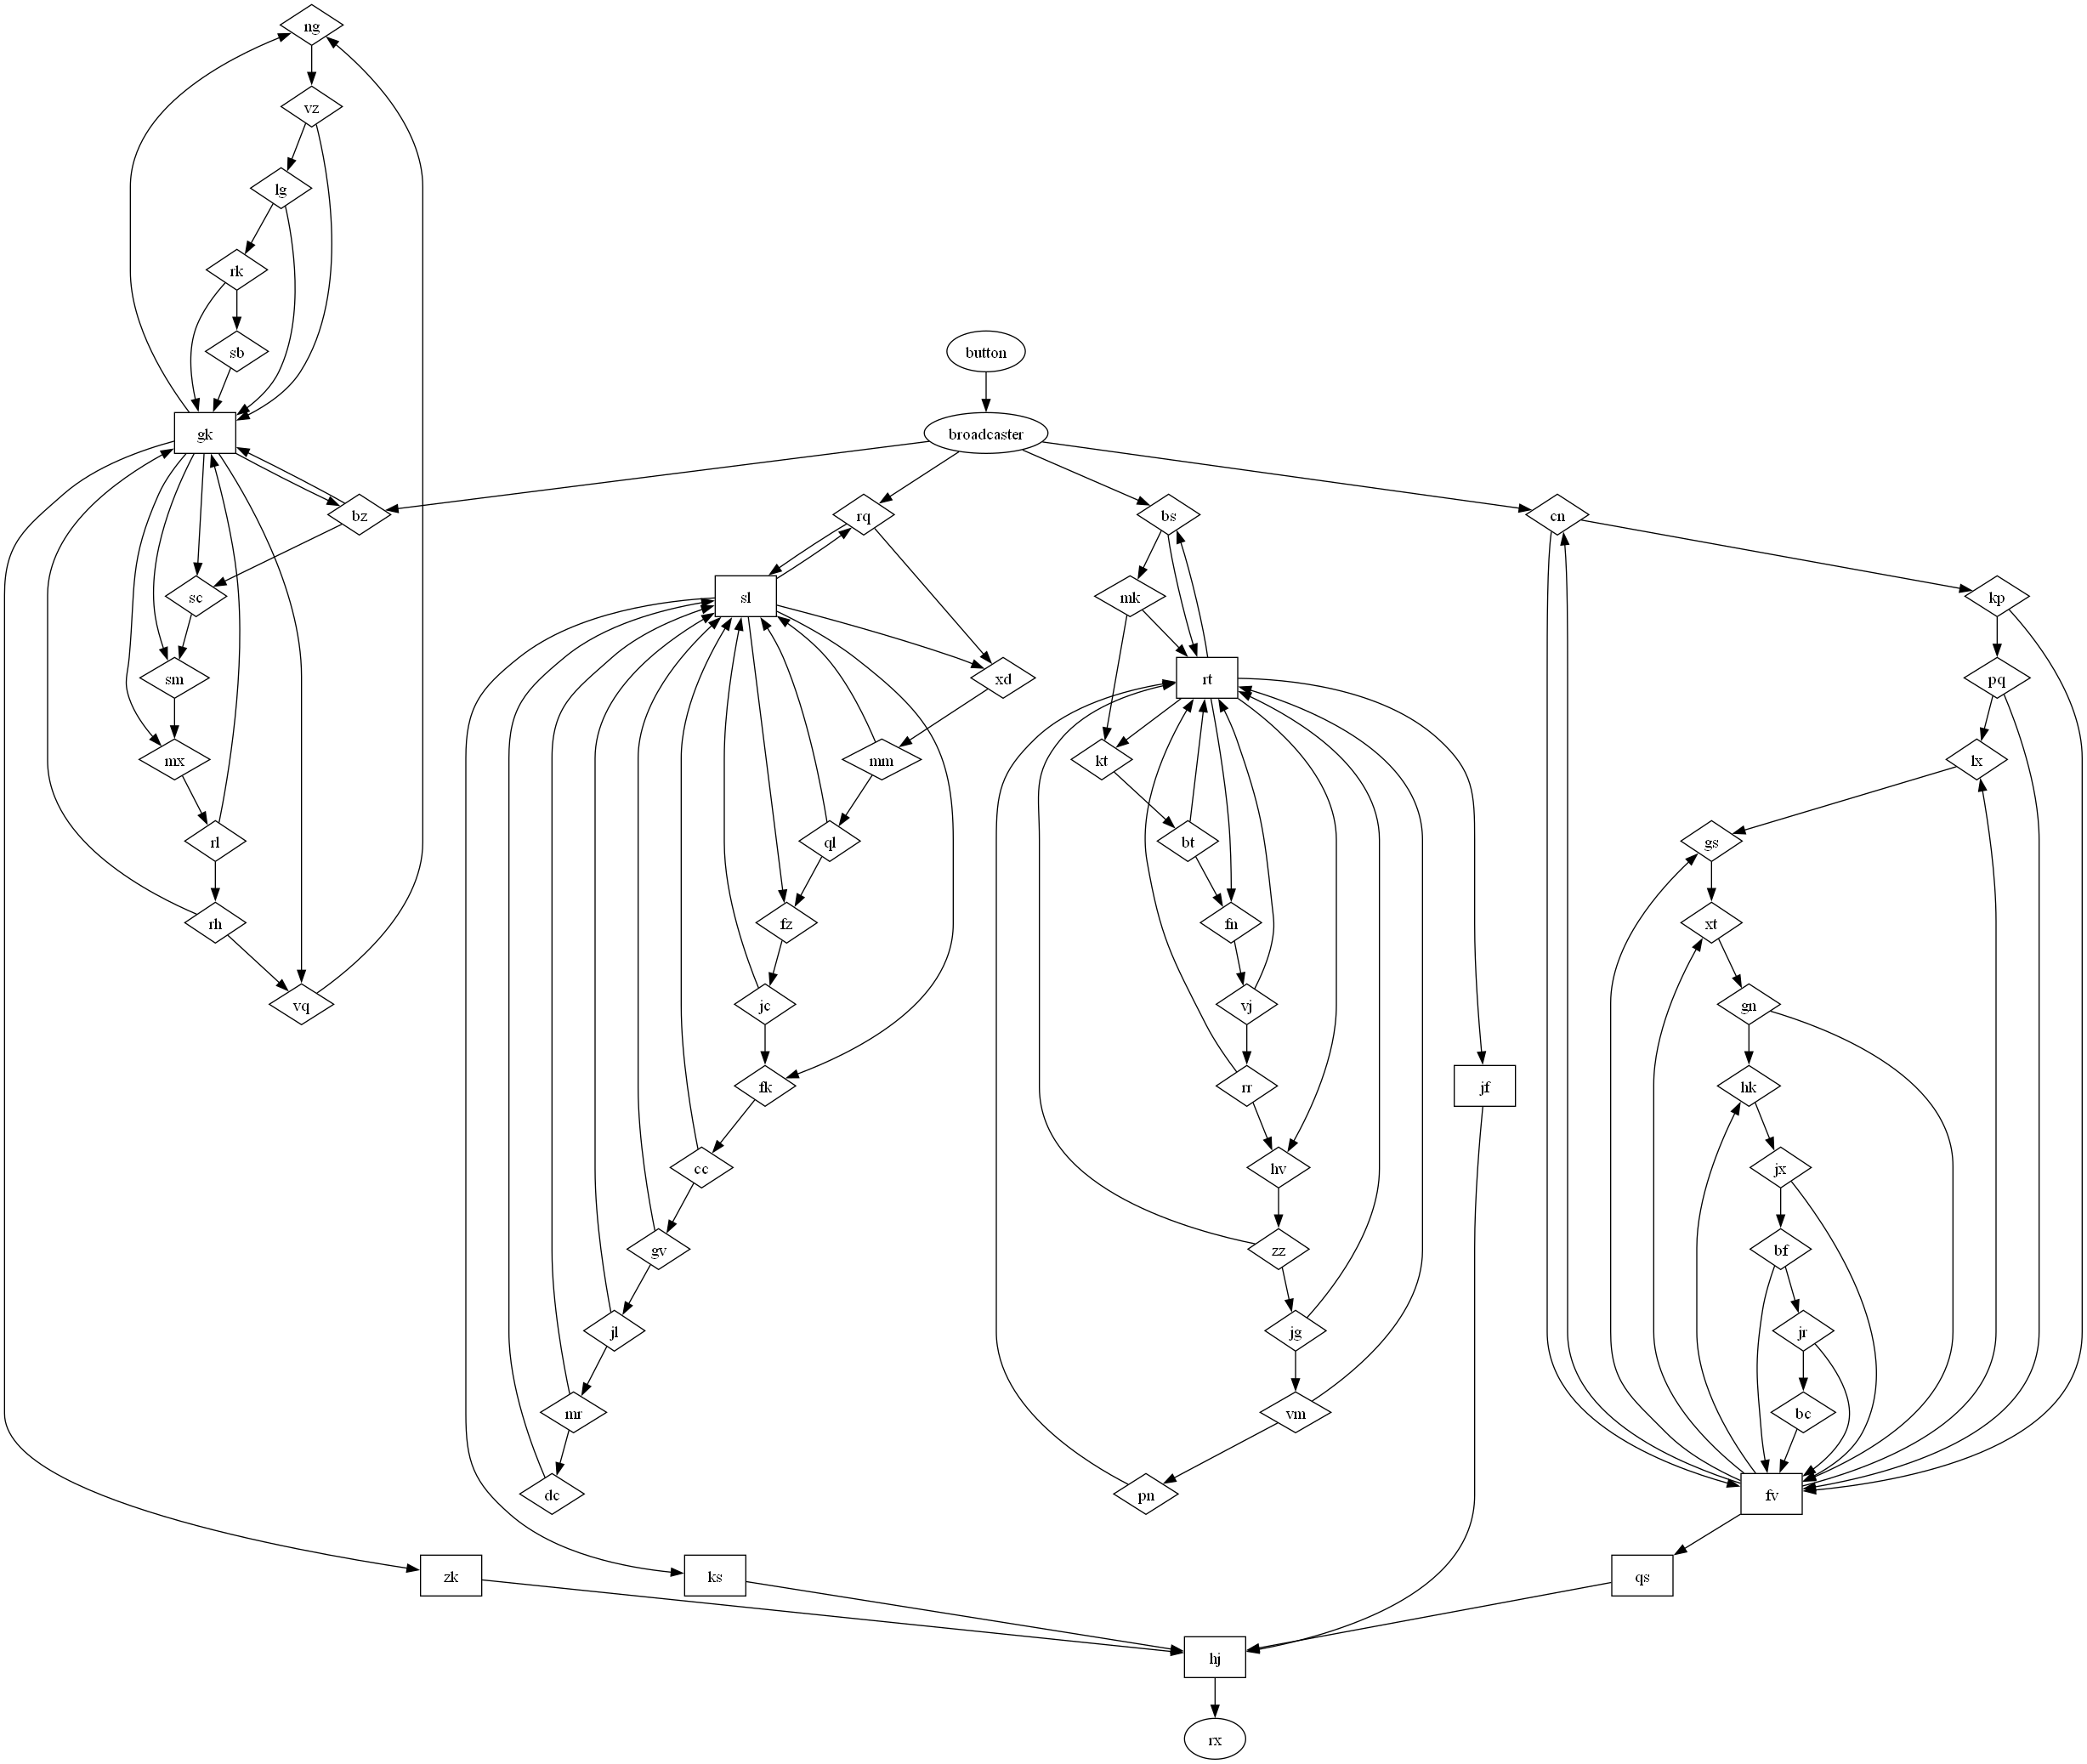 ng
vz
lg
rk
sb
button
gk
broadcaster
bz
rq
bs
cn
sc
sl
mk
kp
sm
xd
rt
pq
mx
mm
kt
lx
rl
ql
bt
gs
rh
fz
fn
xt
vq
jc
vj
gn
fk
rr
jf
hk
cc
hv
jx
gv
zz
bf
jl
jg
jr
mr
vm
bc
dc
pn
fv
zk
ks
qs
hj
rx